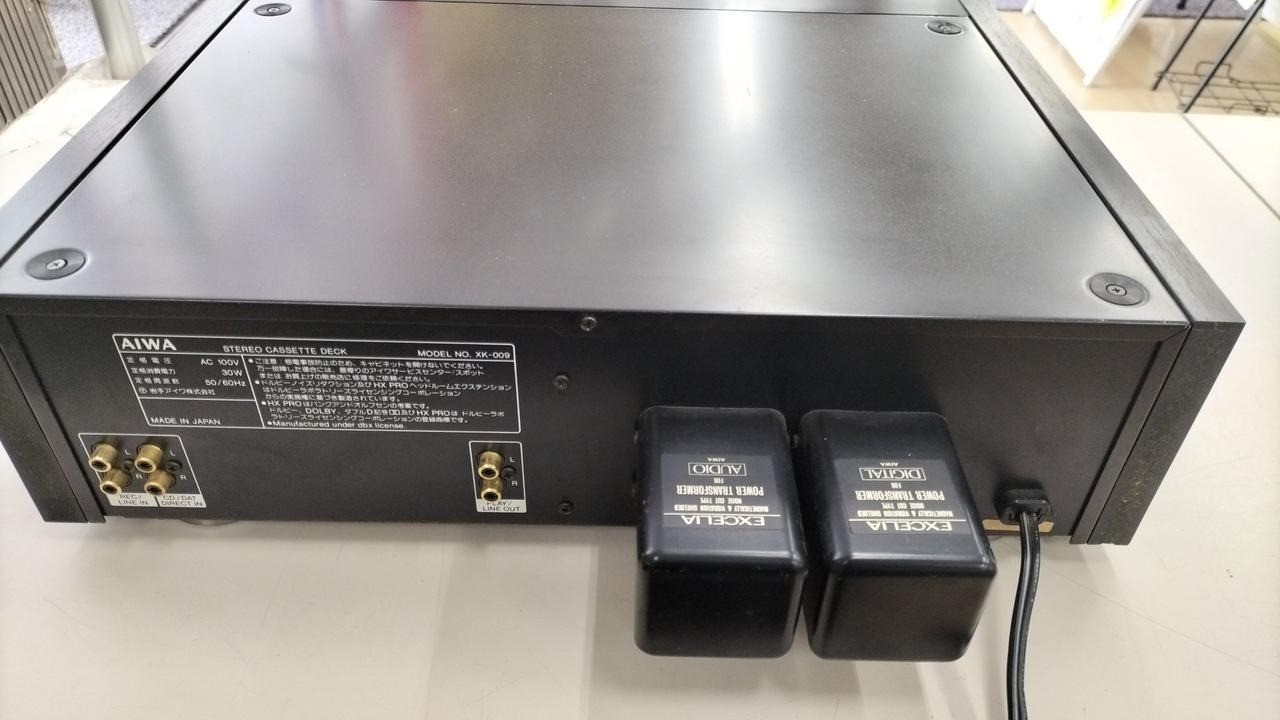 AIWA
STEREO CASSETTE DECK
MODEL NO. XK-009
定格電圧 AC 100V
定格消費電力 30W
定格周波数 50/60Hz
岩手アイワ株式会社
MADE IN JAPAN
●ご注意:感電事故防止のため、キャビネットを開けないでください。
万一故障した場合には、最寄りのアイワサービスセンター/スポット
またはお買上げの販売店に修理をご依頼ください。
●ドルビーノイズリダクション及びHX PROヘッドルームエクステンション
はドルビーラボラトリーズライセンシングコーポレーション
からの実施権に基づき製造されています。
●HX PROはバングアンドオルフセンの考案です。
ドルビー、DOLBY、ダブルD記号及びHX PROは ドルビーラボ
ラトリーズライセンシングコーポレーションの登録商標です。
●Manufactured under dbx license.
L
R
REC/
LINE IN
L
R
CD/DAT
DIRECT IN
L
R
PLAY/
LINE OUT
EXCELIA
MAGNETICALLY & VIBRATION SHIELDED
NOISE CUT TYPE
POWER TRANSFORMER
FOR
AUDIO
AIWA
EXCELIA
MAGNETICALLY & VIBRATION SHIELDED
NOISE CUT TYPE
POWER TRANSFORMER
FOR
DIGITAL
AIWA